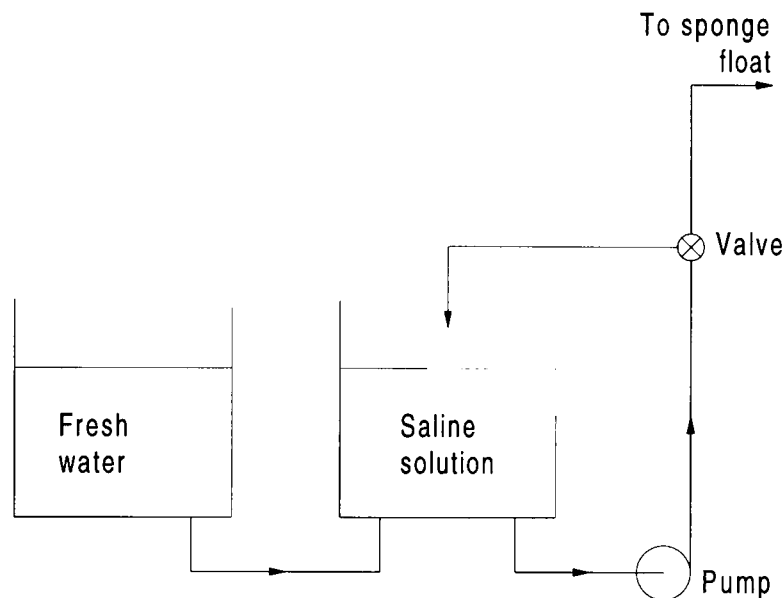 To sponge
float
Valve
Fresh
water
Saline
solution
Pump